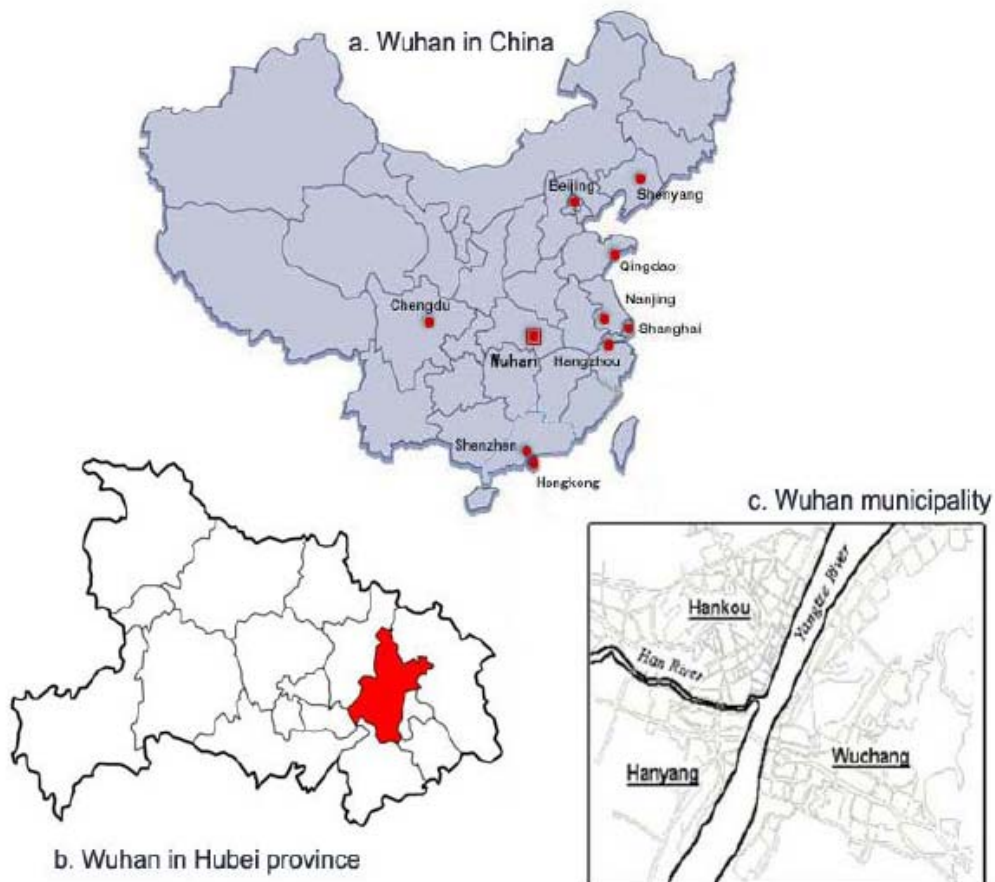 a. Wuhan in China
Beijing
Shenyang
Qingdao
Nanjing
Chengdu
Shanghai
Wuhan
Hangzhou
Shenzhen
Hongkong
c. Wuhan municipality
Hankou
Yangtze River
Han River
Wuchang
Hanyang
b. Wuhan in Hubei province